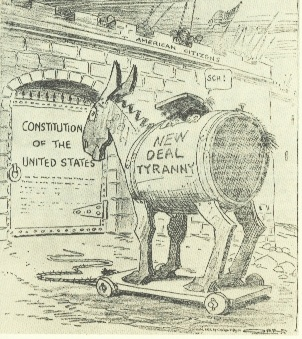 AMERICAN CITIZENS
SCH!
CONSTITUTION
OF THE
UNITED STATES
NEW
DEAL
TYRANNY